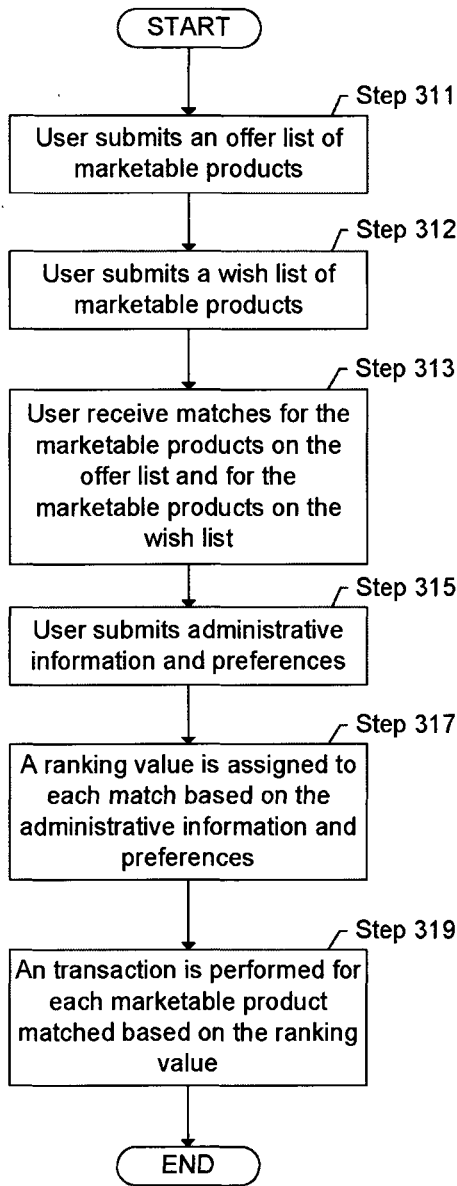 START
Step 311
User submits an offer list of
marketable products
Step 312
User submits a wish list of
marketable products
Step 313
User receive matches for the
marketable products on the
offer list and for the
marketable products on the
wish list
Step 315
User submits administrative
information and preferences
Step 317
A ranking value is assigned to
each match based on the
administrative information and
preferences
Step 319
An transaction is performed for
each marketable product
matched based on the ranking
value
END